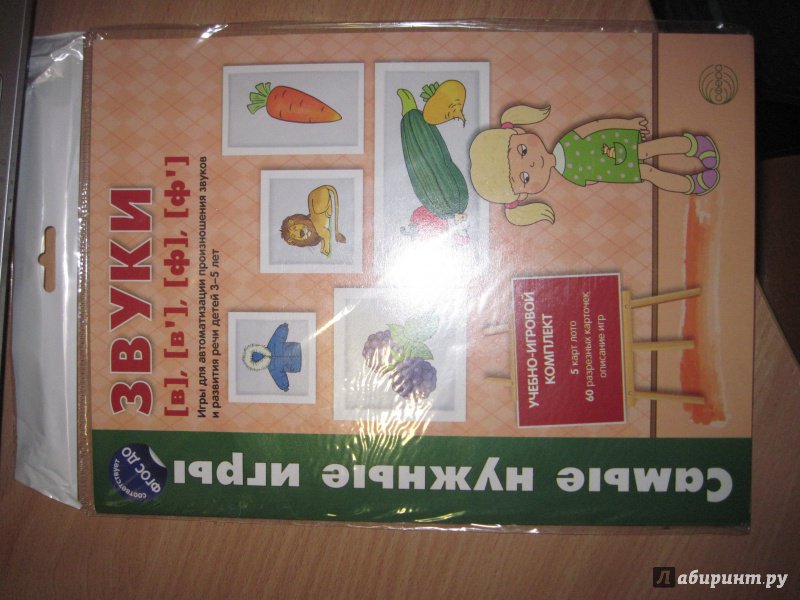 Самые нужные игры
соответствует
ФГОС ДО
ЗВУКИ
[в], [в'], [ф], [ф']
Игры для автоматизации произношения звуков
и развития речи детей 3–5 лет
УЧЕБНО-ИГРОВОЙ
КОМПЛЕКТ
5 карт лото
60 разрезных карточек
описание игр
сфера
Лабиринт.ру